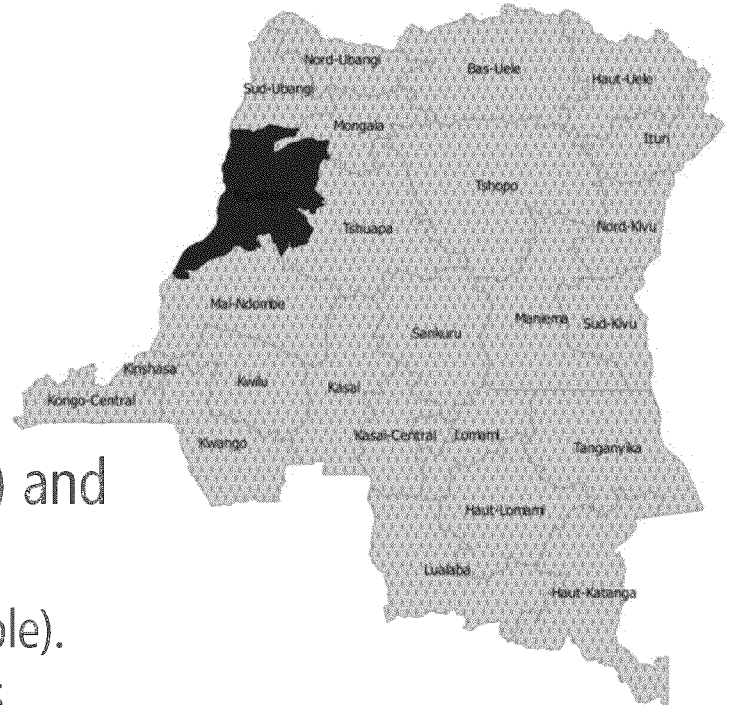 Nord-Ubangi
Bas-Uele
Haut-Uele
Sud-Ubangi
Mongala
Ituri
Tshopo
Tshuapa
Nord-Kivu
Mai-Ndombe
Maniema
Sud-Kivu
Sankuru
Kinshasa
Kwilu
Kasai
Kongo-Central
Kasai-Central
Lomami
Kwango
Tanganyika
) and
Haut-Lomami
Lualaba
Haut-Katanga
ole).